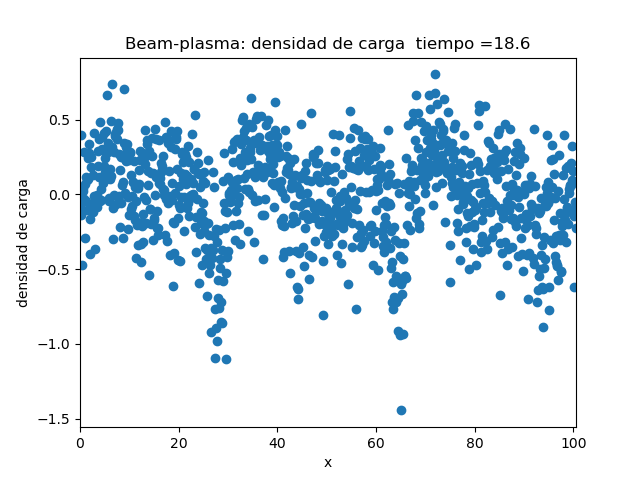 Beam-plasma: densidad de carga  tiempo =18.6
densidad de carga
0.5
0.0
−0.5
−1.0
−1.5
0 20 40 60 80 100
x